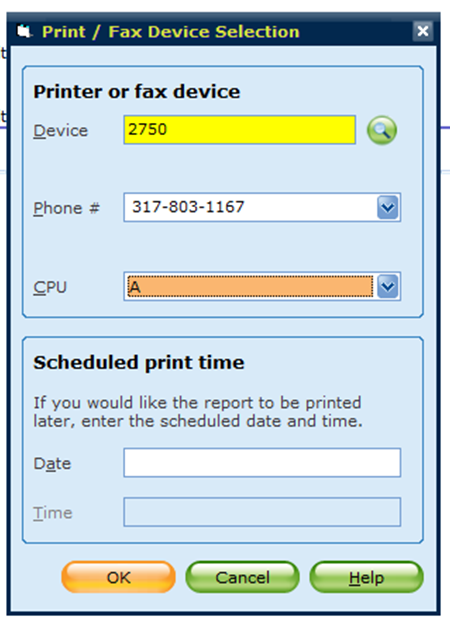 Print / Fax Device Selection
Printer or fax device
Device 2750
Phone # 317-803-1167
CPU A
Scheduled print time
If you would like the report to be printed
later, enter the scheduled date and time.
Date
Time
OK Cancel Help